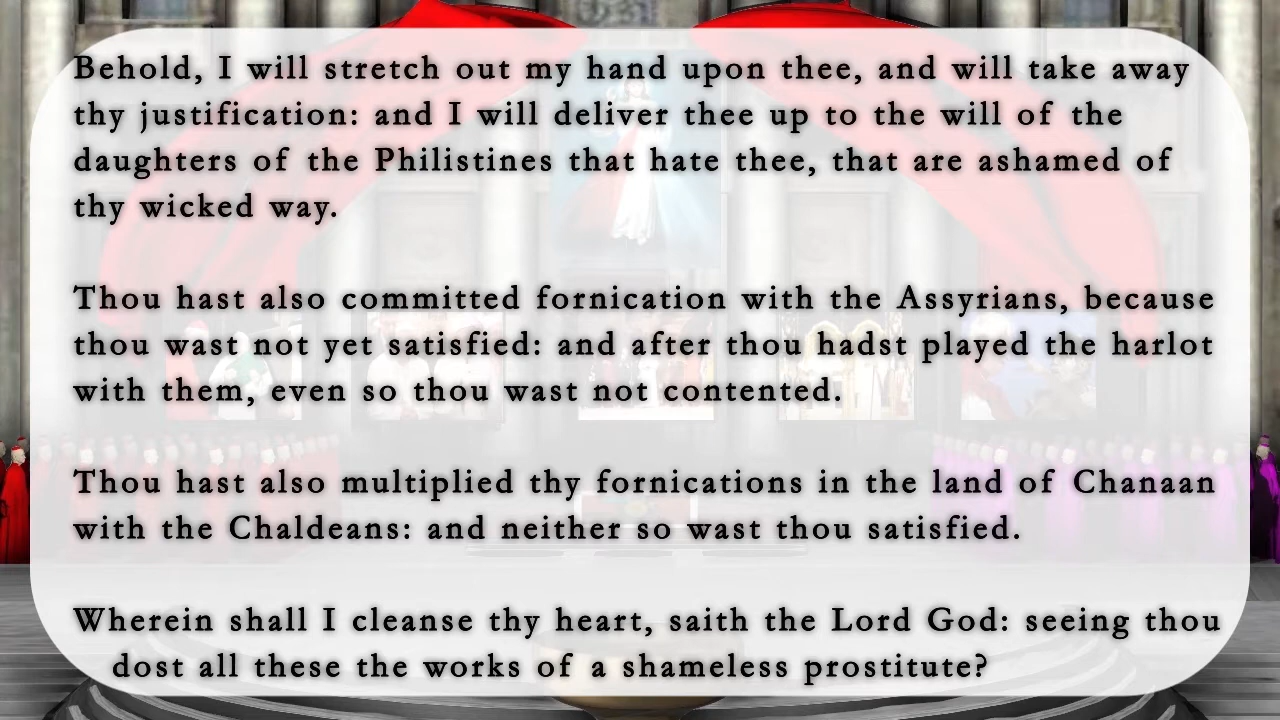 Behold, I will stretch out my hand upon thee, and will take away
thy justification: and I will deliver thee up to the will of the
daughters of the Philistines that hate thee, that are ashamed of
thy wicked way.
Thou hast also committed fornication with the Assyrians, because
thou wast not yet satisfied: and after thou hadst played the harlot
with them, even so thou wast not contented.
Thou hast also multiplied thy fornications in the land of Chanaan
with the Chaldeans: and neither so wast thou satisfied.
Wherein shall I cleanse thy heart, saith the Lord God: seeing thou
dost all these the works of a shameless prostitute?